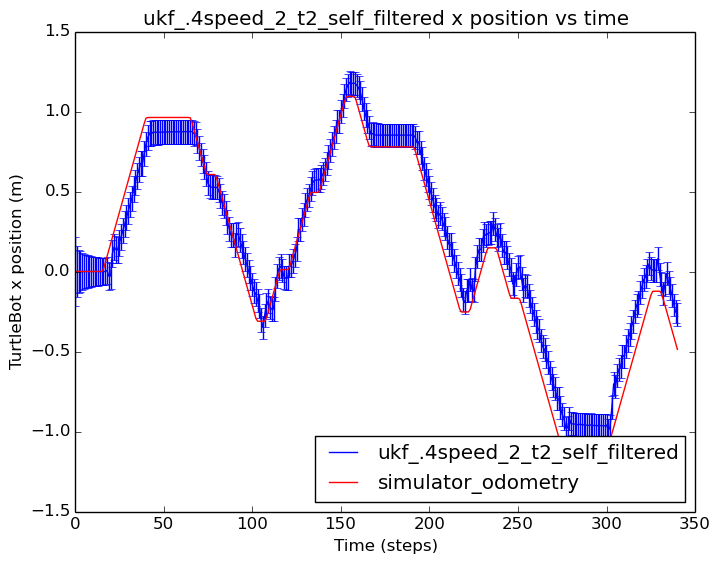 ukf_.4speed_2_t2_self_filtered x position vs time
1.5
1.0
0.5
0.0
−0.5
−1.0
−1.5
TurtleBot x position (m)
ukf_.4speed_2_t2_self_filtered
simulator_odometry
0 50 100 150 200 250 300 350
Time (steps)